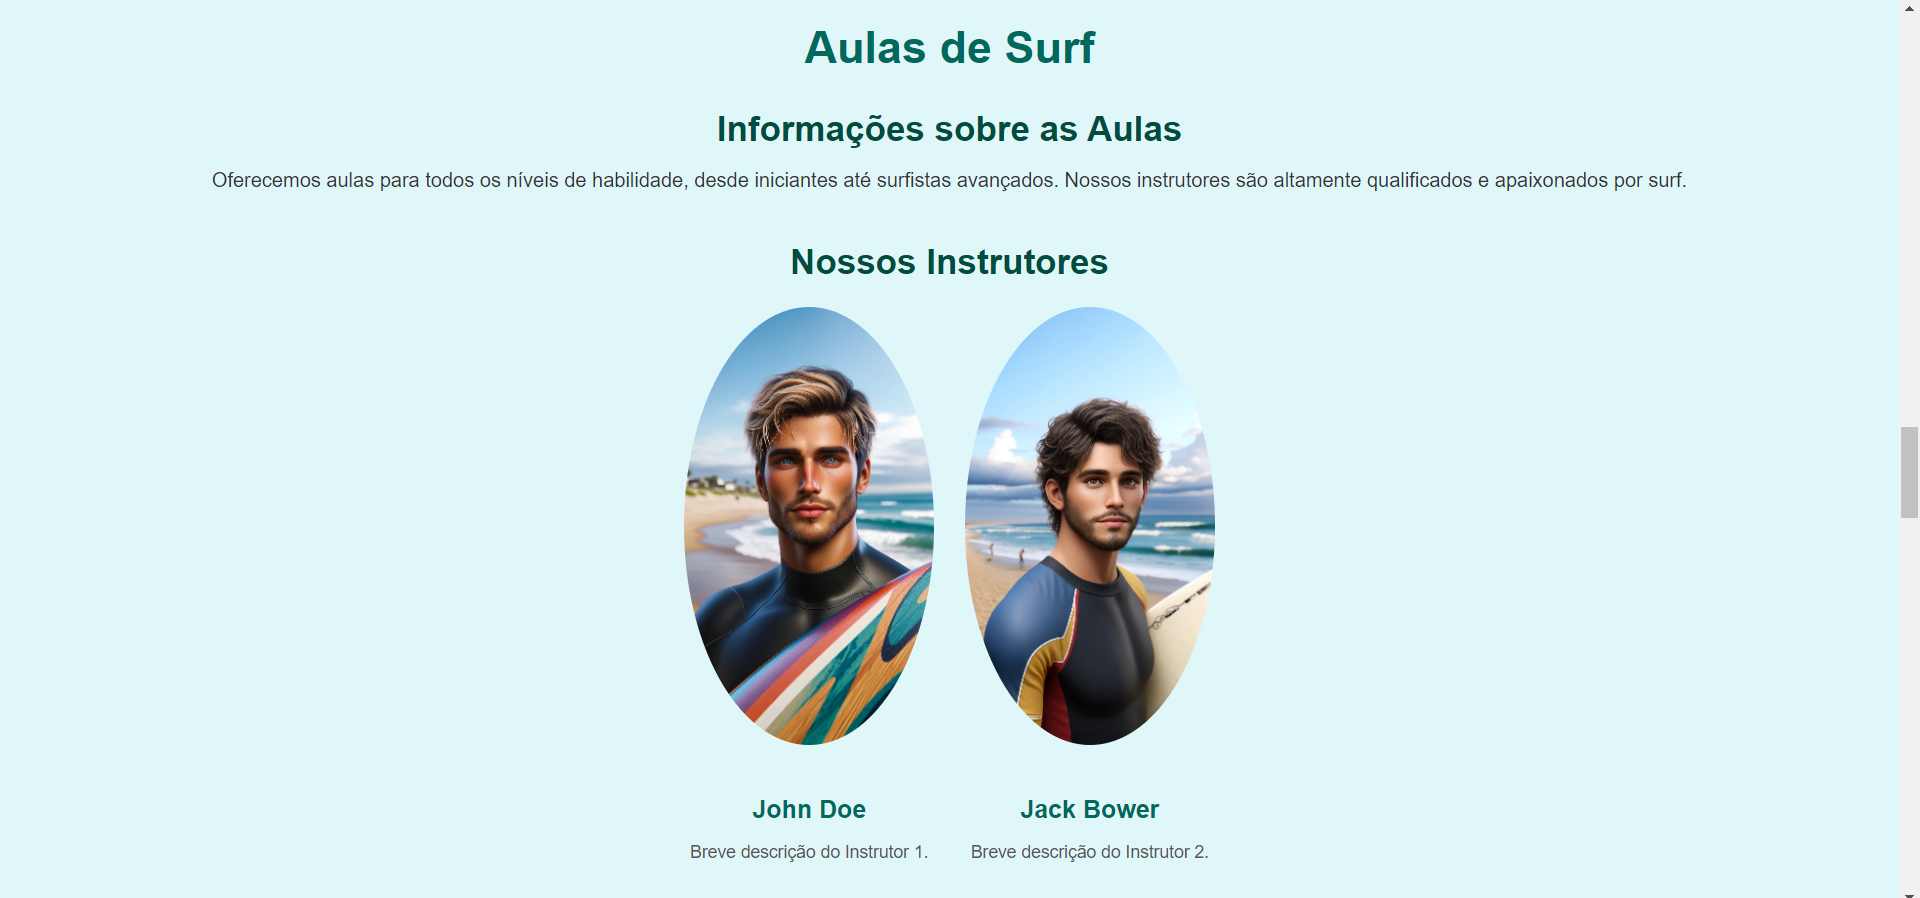 Aulas de Surf
Informações sobre as Aulas
Oferecemos aulas para todos os níveis de habilidade, desde iniciantes até surfistas avançados. Nossos instrutores são altamente qualificados e apaixonados por surf.
Nossos Instrutores
John Doe
Breve descrição do Instrutor 1.
Jack Bower
Breve descrição do Instrutor 2.